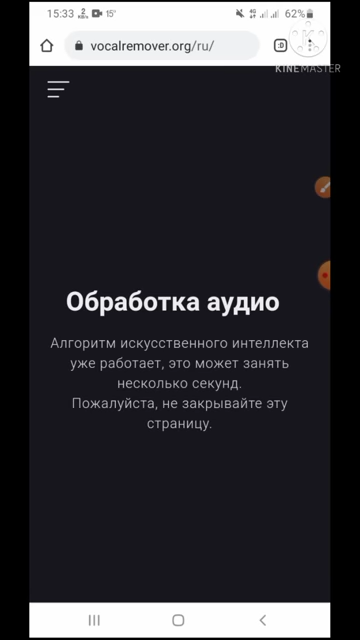 15:33 15° 62%
vocalremover.org/ru/
KINEMASTER
Обработка аудио
Алгоритм искусственного интеллекта
уже работает, это может занять
несколько секунд.
Пожалуйста, не закрывайте эту
страницу.